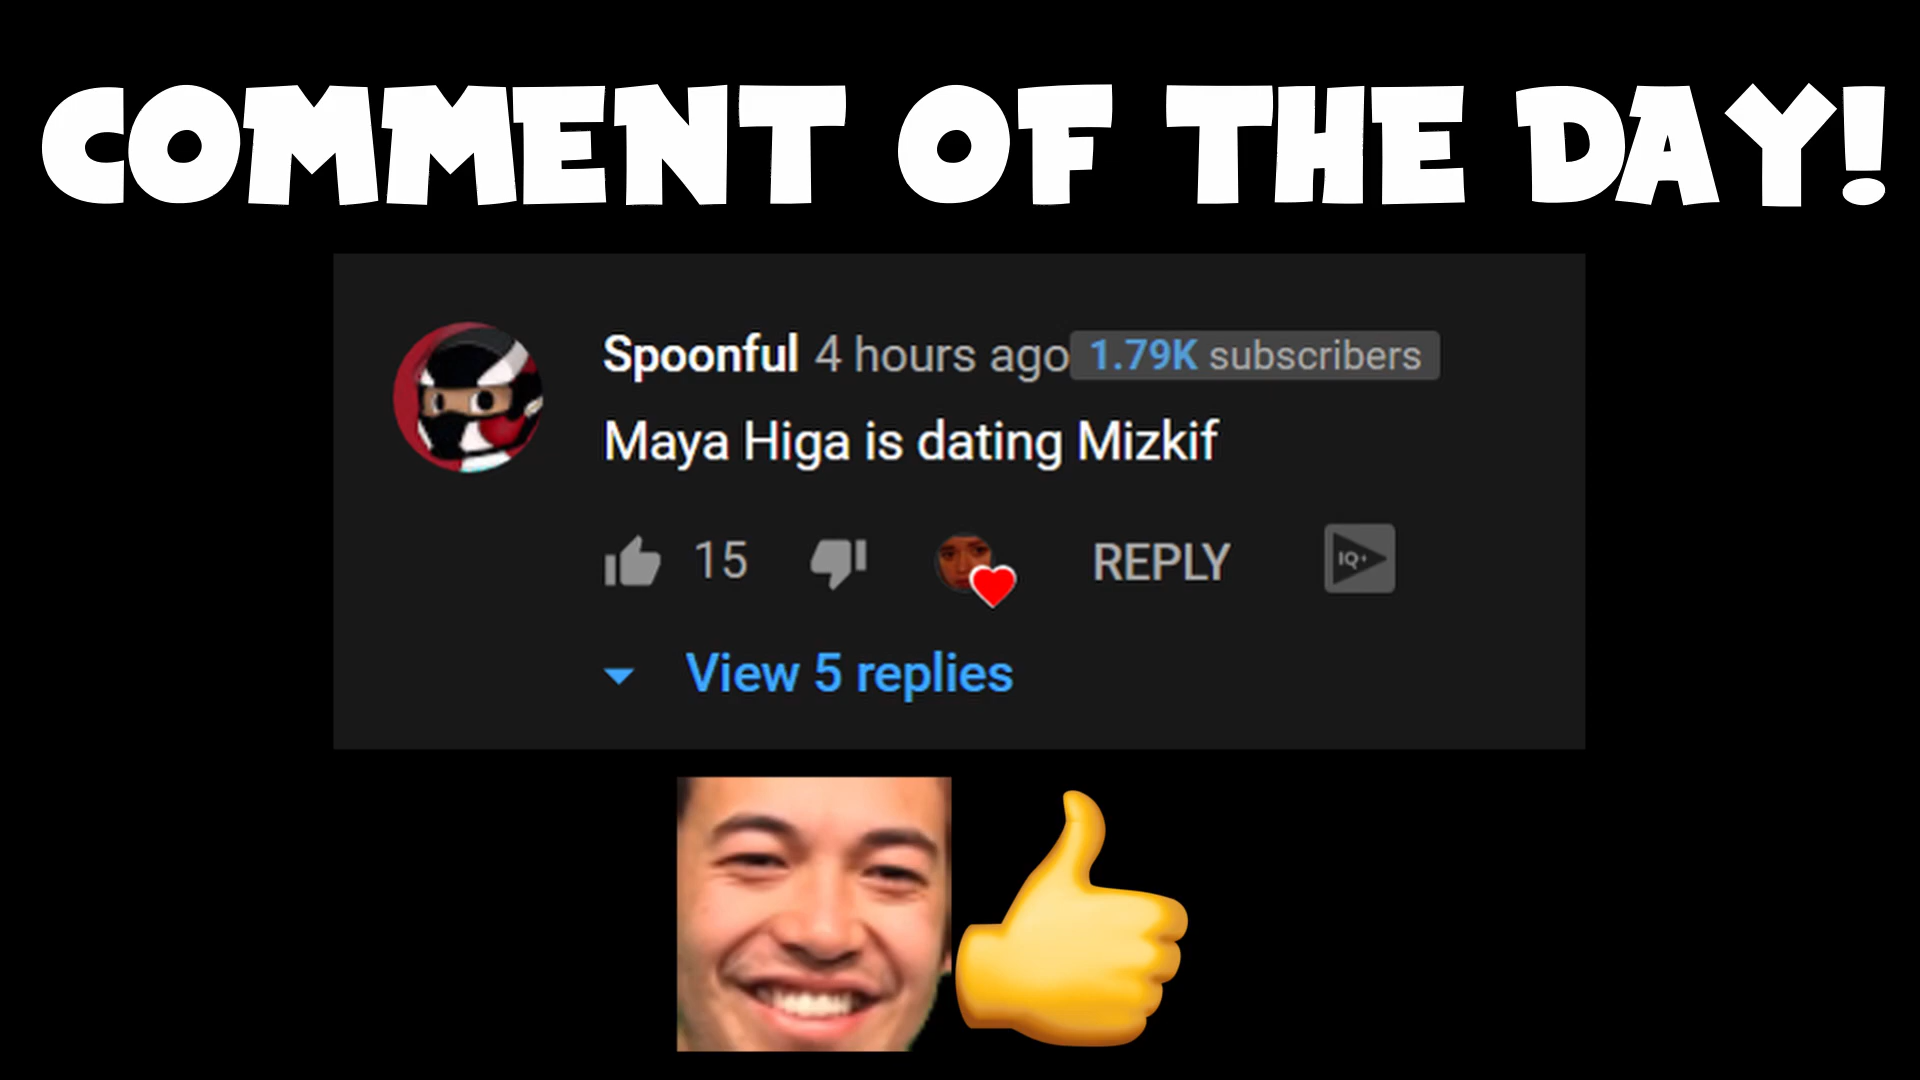 COMMENT OF THE DAY!
Spoonful 4 hours ago 1.79K subscribers
Maya Higa is dating Mizkif
15 REPLY IQ+
View 5 replies